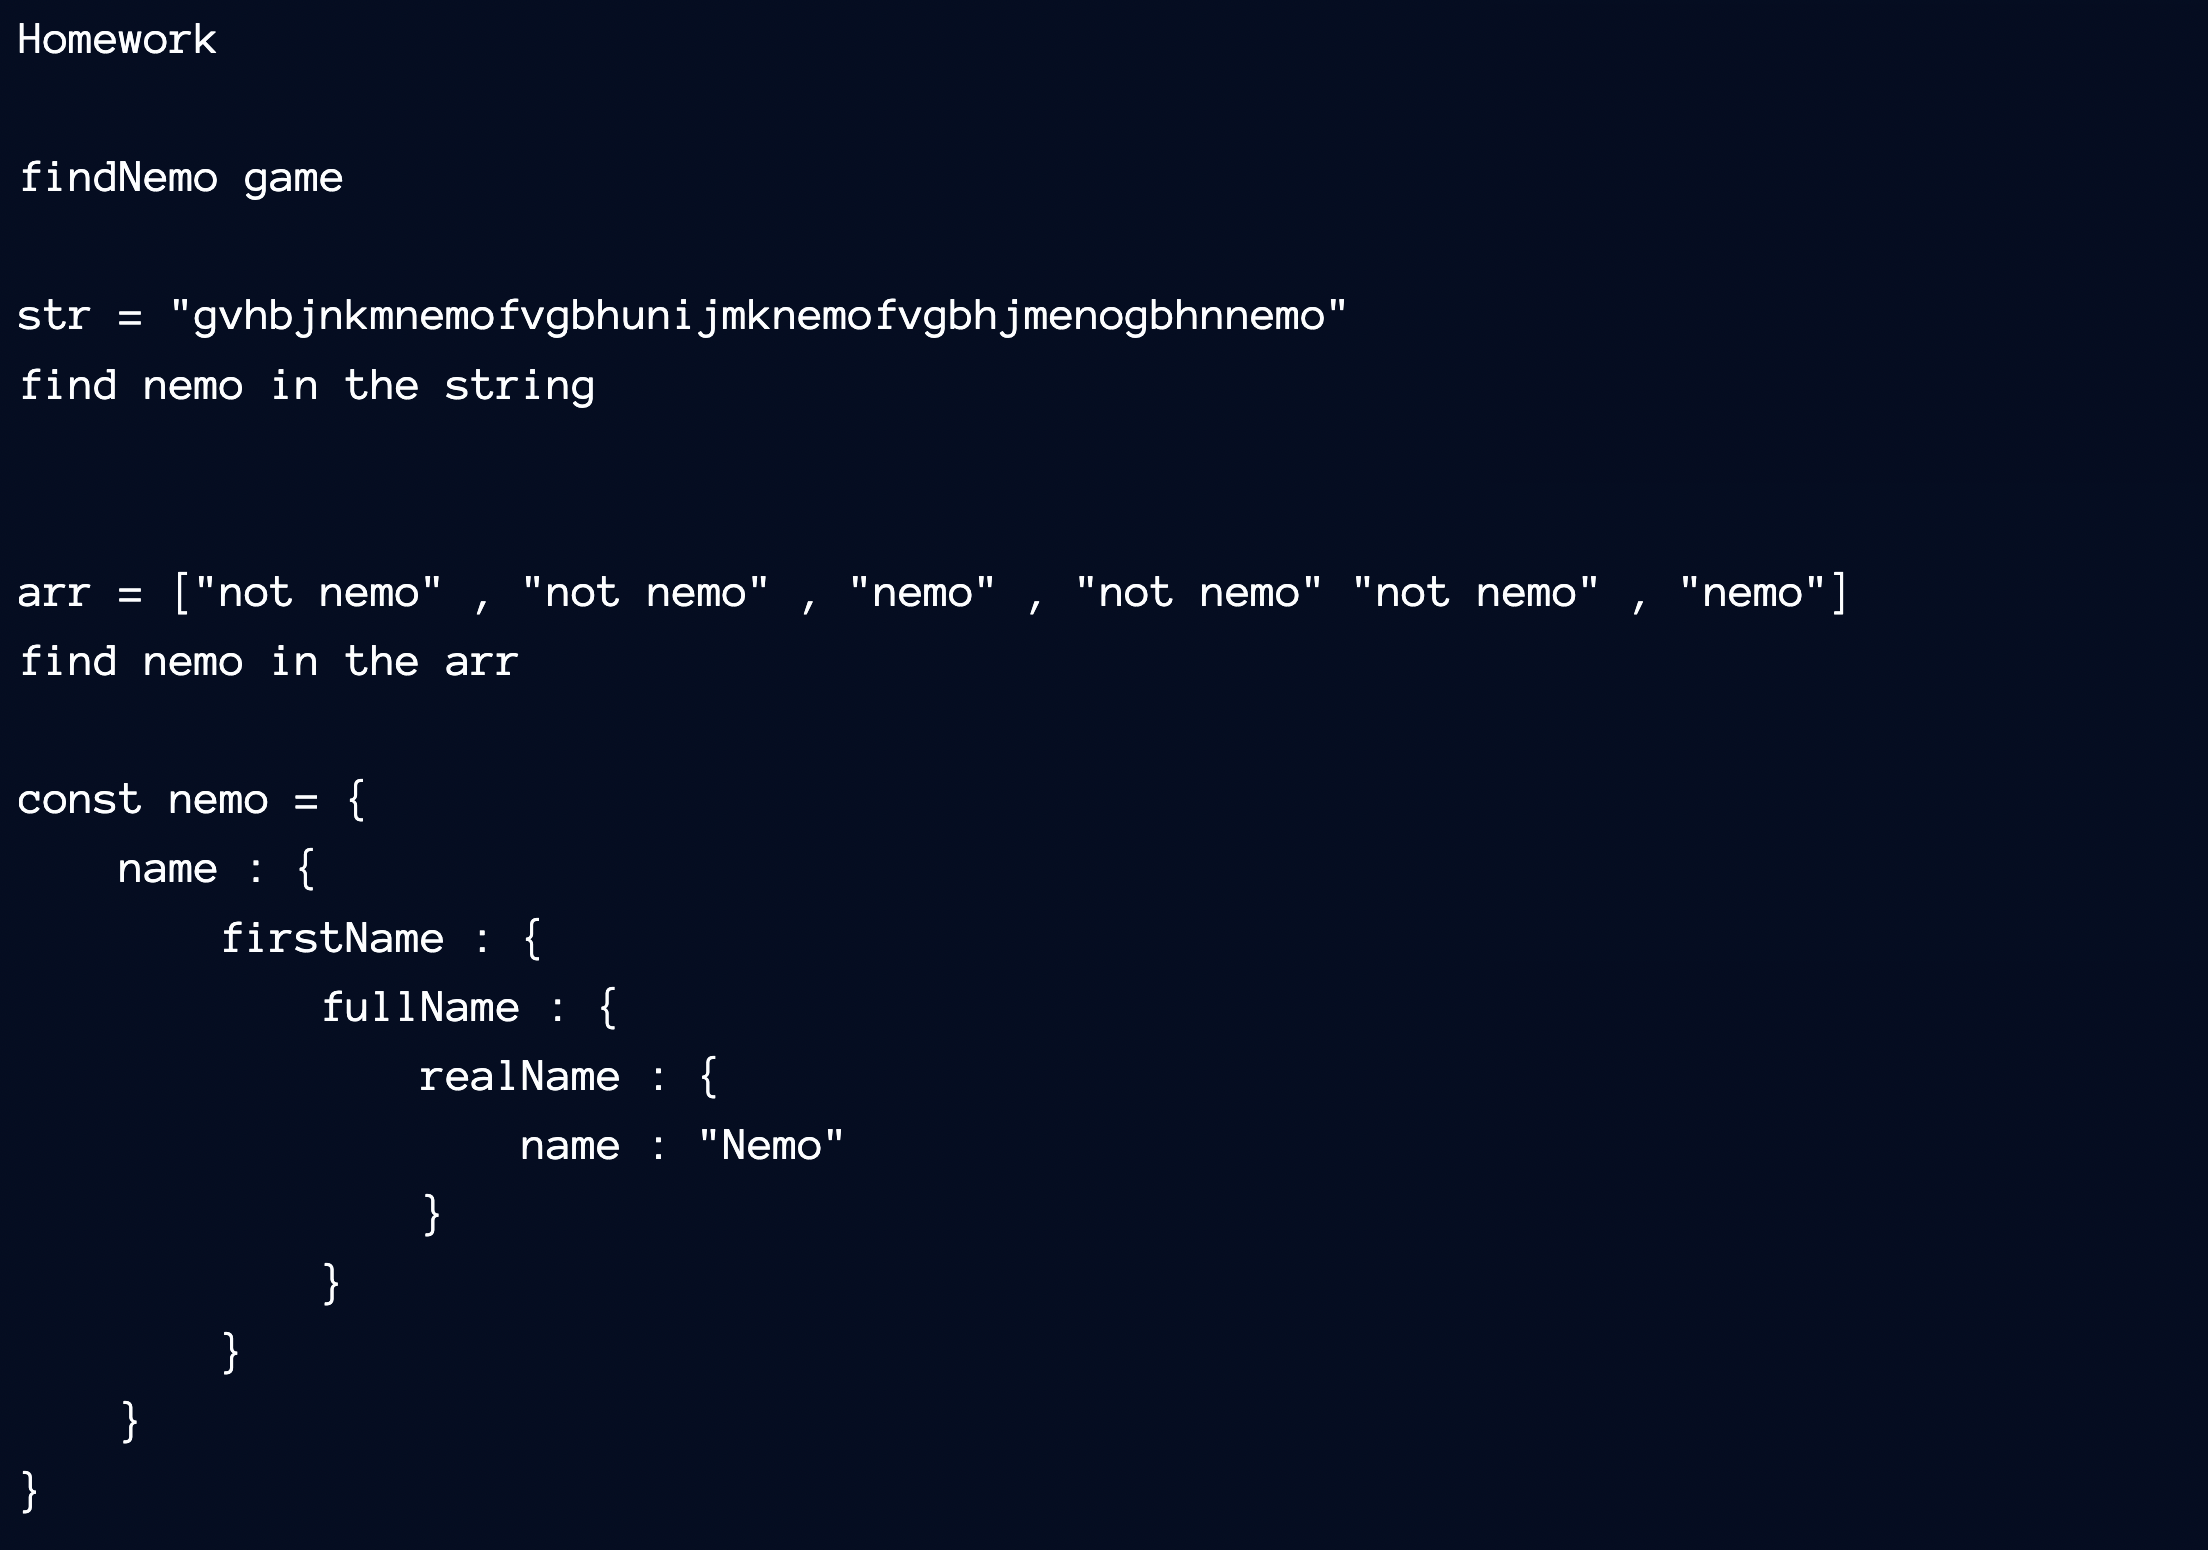 Homework
findNemo game
str = "gvhbjnkmnemofvgbhunijmknemofvgbhjmenogbhnnemo"
find nemo in the string
arr = ["not nemo" , "not nemo" , "nemo" , "not nemo" "not nemo" , "nemo"]
find nemo in the arr
const nemo = {
    name : {
        firstName : {
            fullName : {
                realName : {
                    name : "Nemo"
                }
            }
        }
    }
}